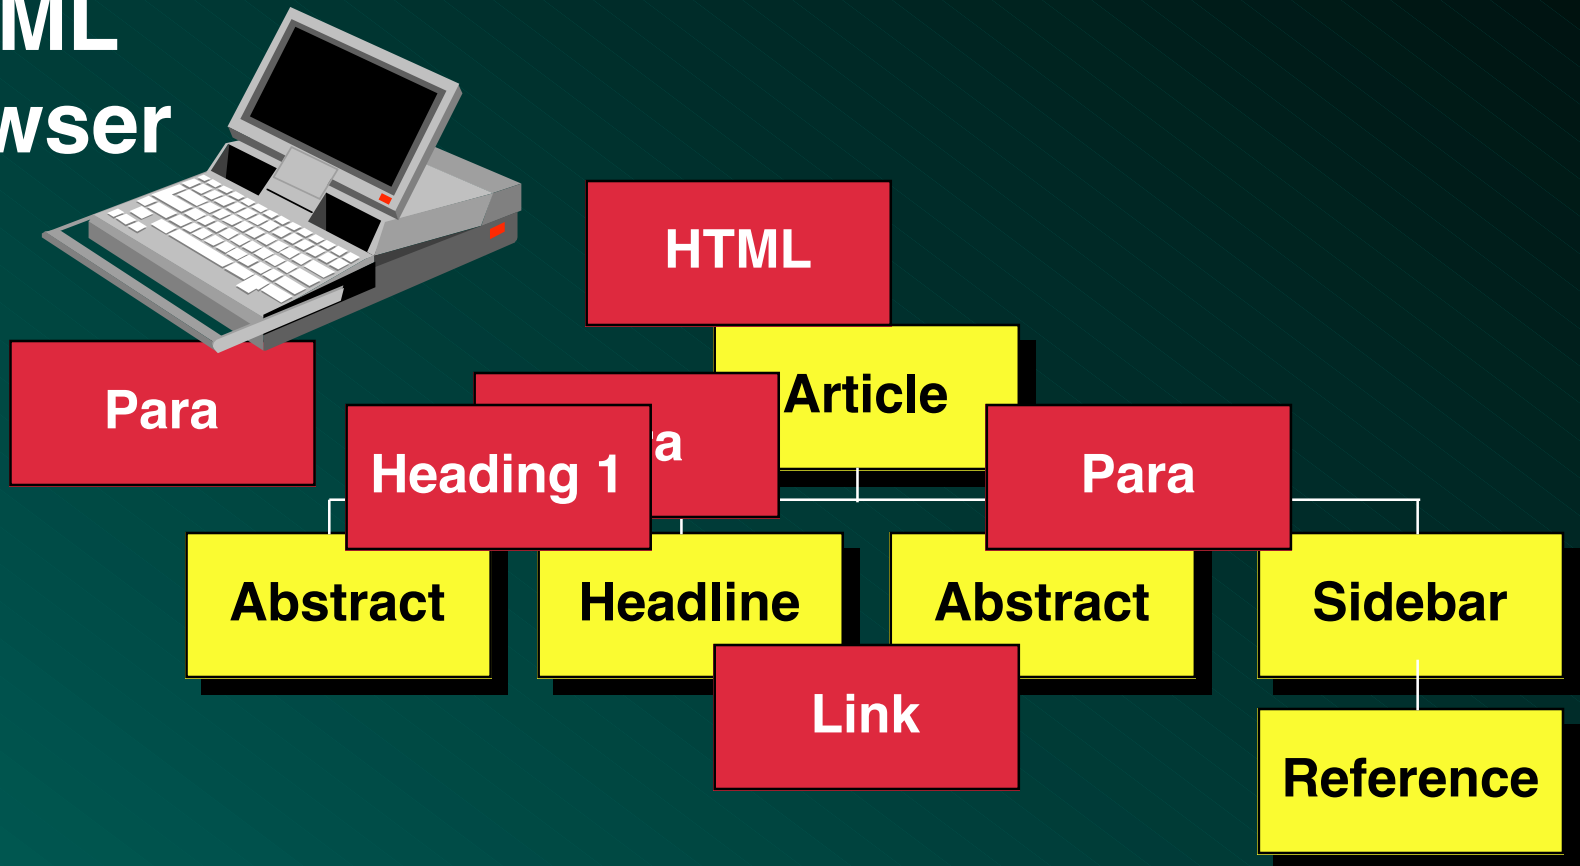 ML
wser
HTML
Article
Para
a
Heading 1
Para
Abstract
Headline
Abstract
Sidebar
Link
Reference